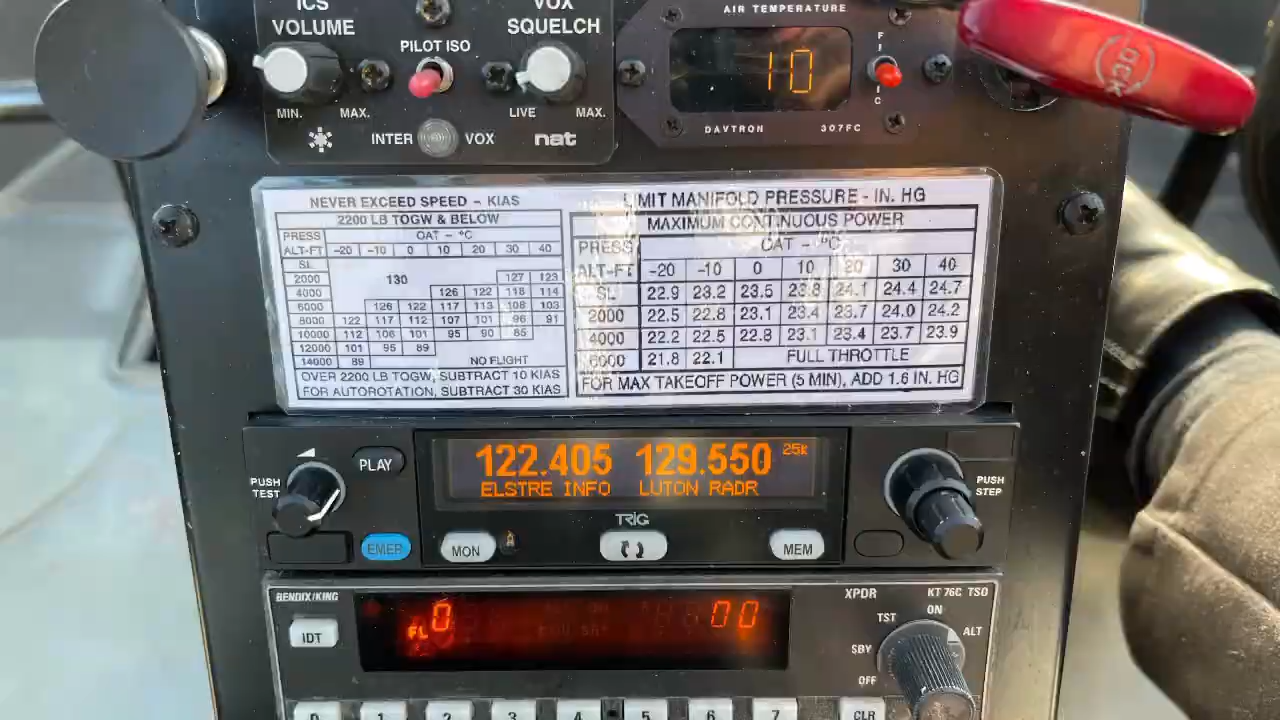 ICS
VOLUME
VOX
SQUELCH
PILOT ISO
MIN.
MAX.
LIVE
MAX.
INTER
VOX
nat
AIR TEMPERATURE
10
F
C
DAVTRON
307FC
NEVER EXCEED SPEED – KIAS
2200 LB TOGW & BELOW
PRESS OAT – °C
ALT-FT -20 -10 0 10 20 30 40
SL
2000 130 127 123
4000 126 122 118 114
6000 126 122 117 113 108 103
8000 122 117 112 107 101 96 91
10000 112 106 101 95 90 85
12000 101 95 89
14000 89 NO FLIGHT
OVER 2200 LB TOGW, SUBTRACT 10 KIAS
FOR AUTOROTATION, SUBTRACT 30 KIAS
LIMIT MANIFOLD PRESSURE - IN. HG
MAXIMUM CONTINUOUS POWER
PRESS OAT – °C
ALT-FT -20 -10 0 10 20 30 40
SL 22.9 23.2 23.5 23.8 24.1 24.4 24.7
2000 22.5 22.8 23.1 23.4 23.7 24.0 24.2
4000 22.2 22.5 22.8 23.1 23.4 23.7 23.9
6000 21.8 22.1 FULL THROTTLE
FOR MAX TAKEOFF POWER (5 MIN), ADD 1.6 IN. HG
PUSH
TEST
PLAY
122.405 129.550 25k
ELSTRE INFO LUTON RADR
PUSH
STEP
TRIG
EMER
MON
MEM
BENDIX/KING
XPDR
KT 76C TSO
IDT
FL 0 00
TST
ON
ALT
SBY
OFF
0 1 2 3 4 5 6 7 CLR